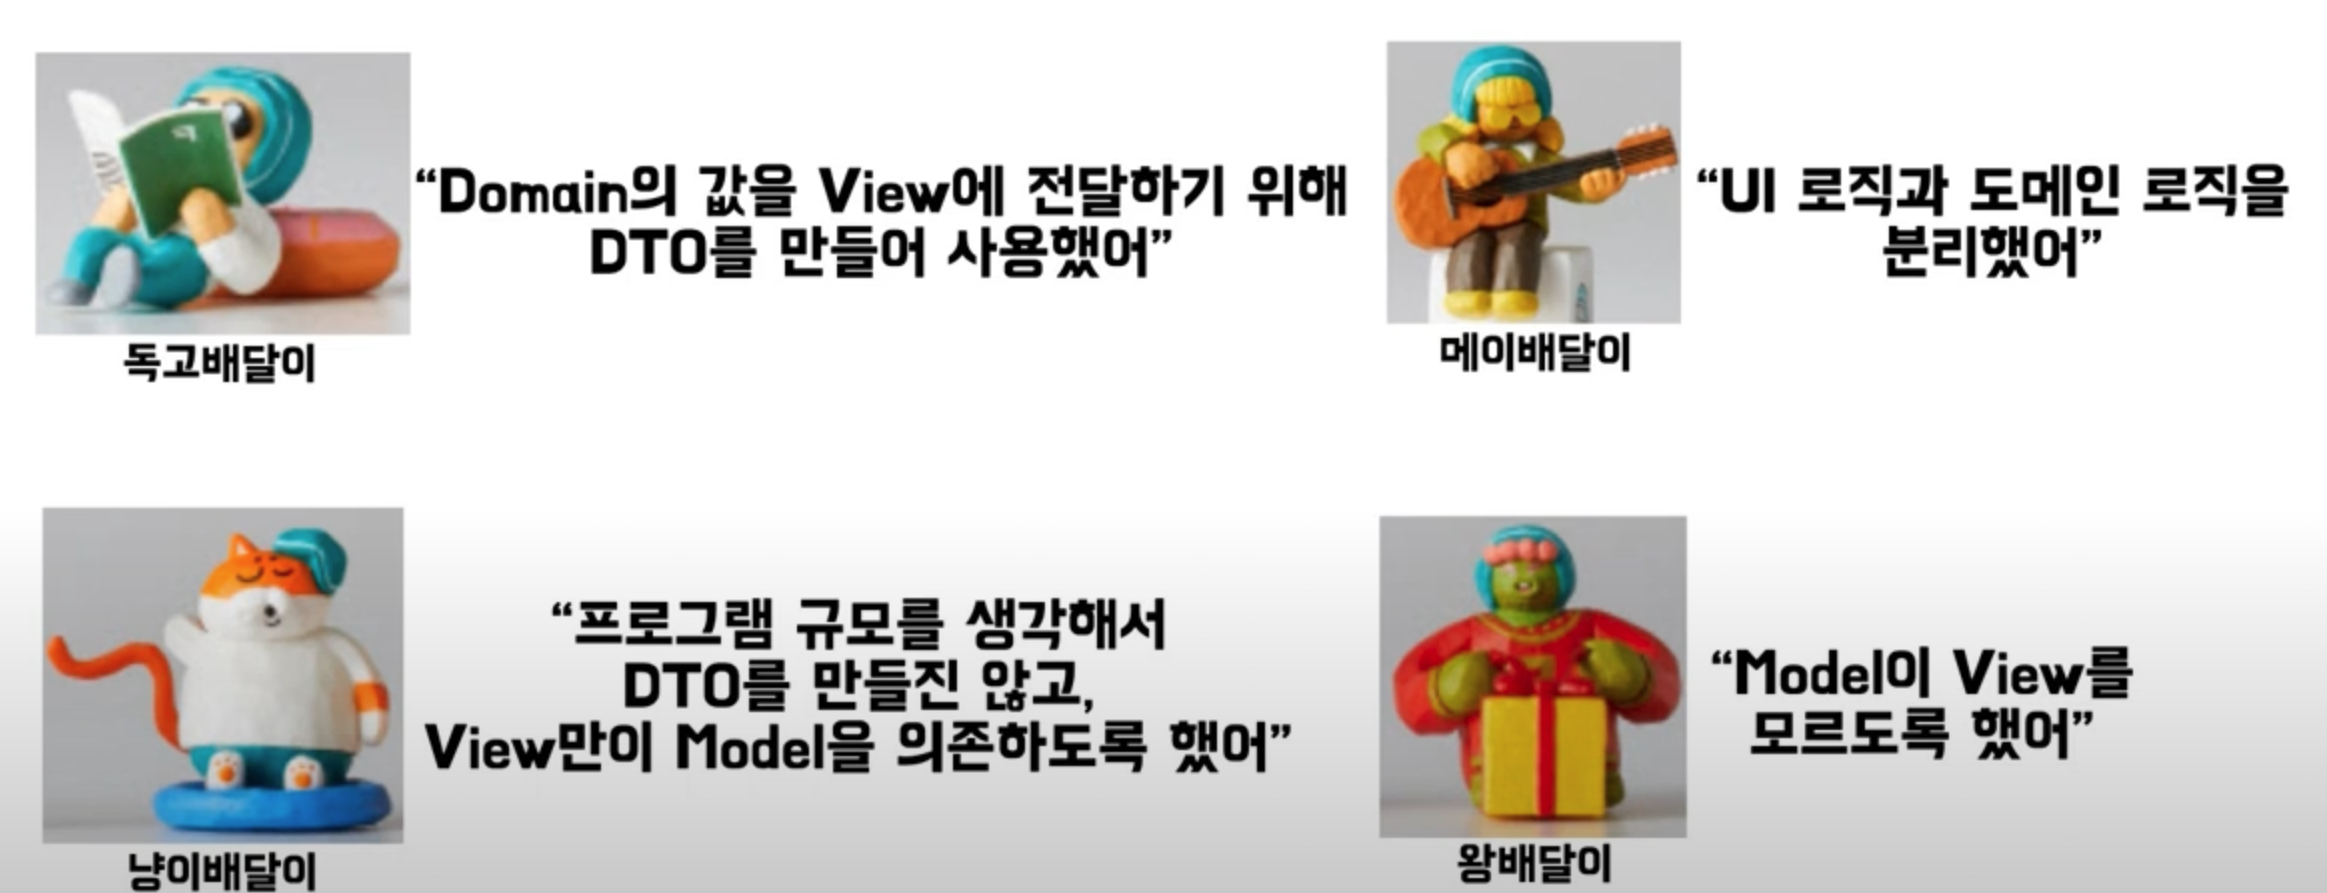 “Domain의 값을 View에 전달하기 위해
DTO를 만들어 사용했어”
독고배달이
“UI 로직과 도메인 로직을
분리했어”
메이배달이
“프로그램 규모를 생각해서
DTO를 만들진 않고,
View만이 Model을 의존하도록 했어”
냥이배달이
“Model이 View를
모르도록 했어”
왕배달이